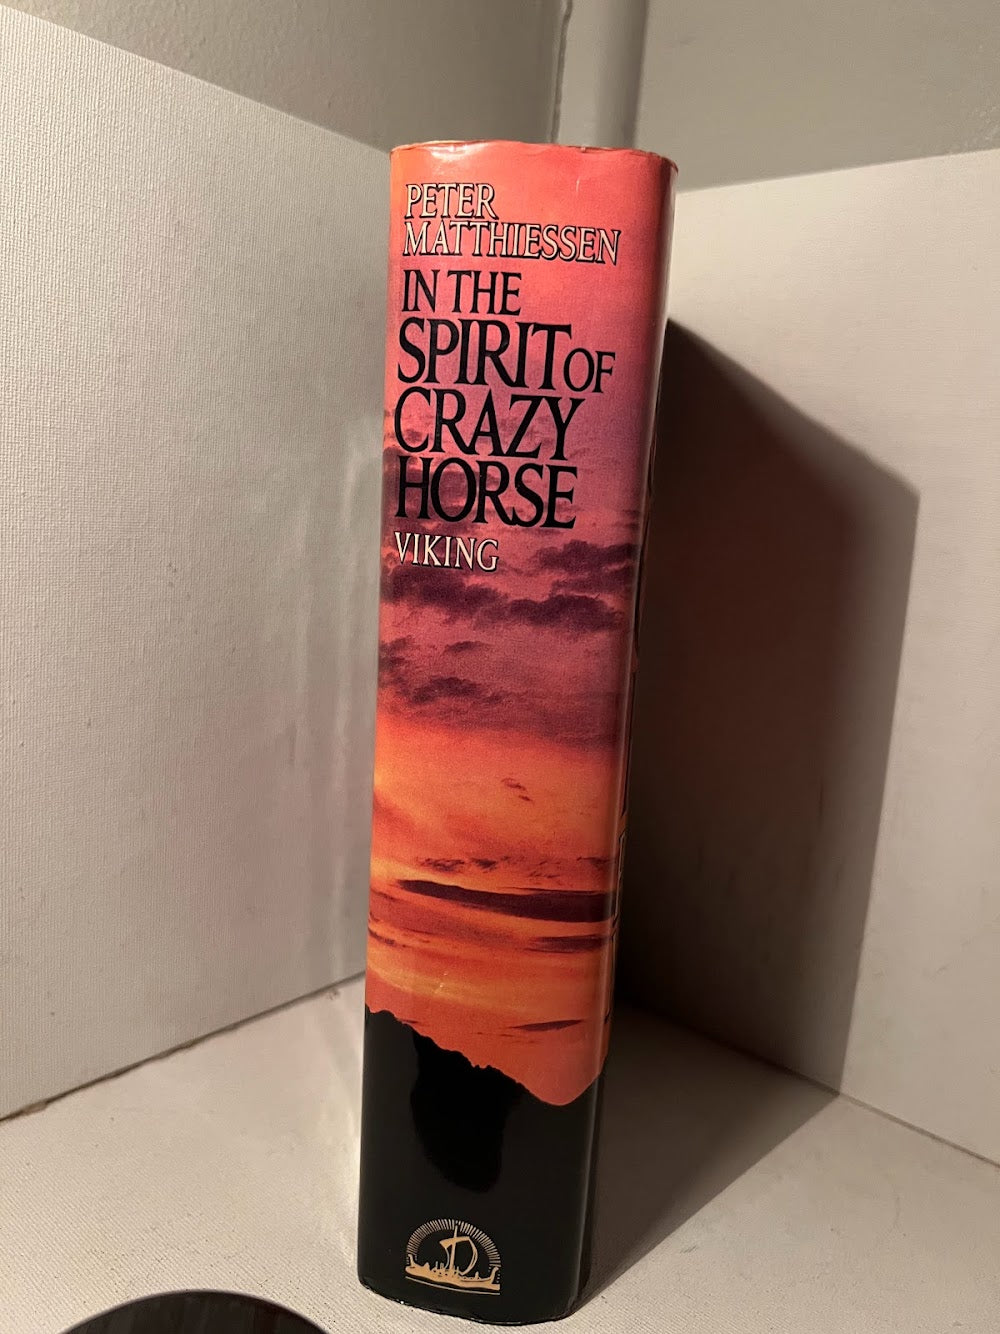 PETER
MATTHIESSEN
IN THE
SPIRIT OF
CRAZY
HORSE
VIKING